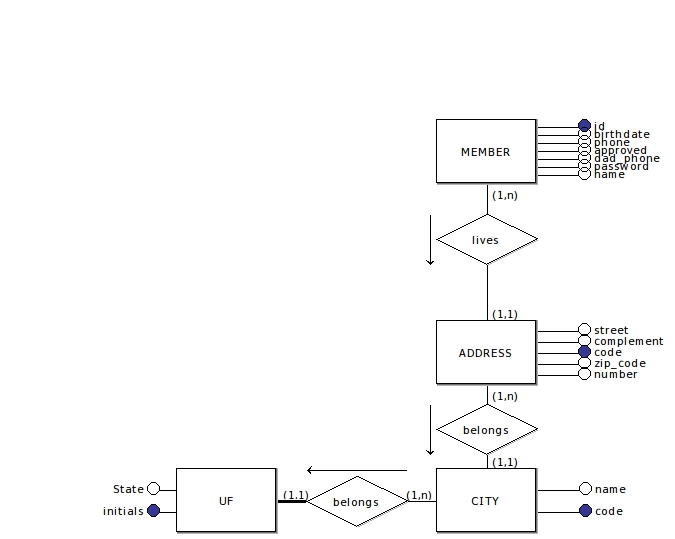 id
birthdate
phone
approved
dad_phone
password
name
MEMBER
(1,n)
lives
(1,1)
street
complement
code
zip_code
number
ADDRESS
(1,n)
belongs
(1,1)
State
initials
UF
(1,1)
belongs
(1,n)
CITY
name
code